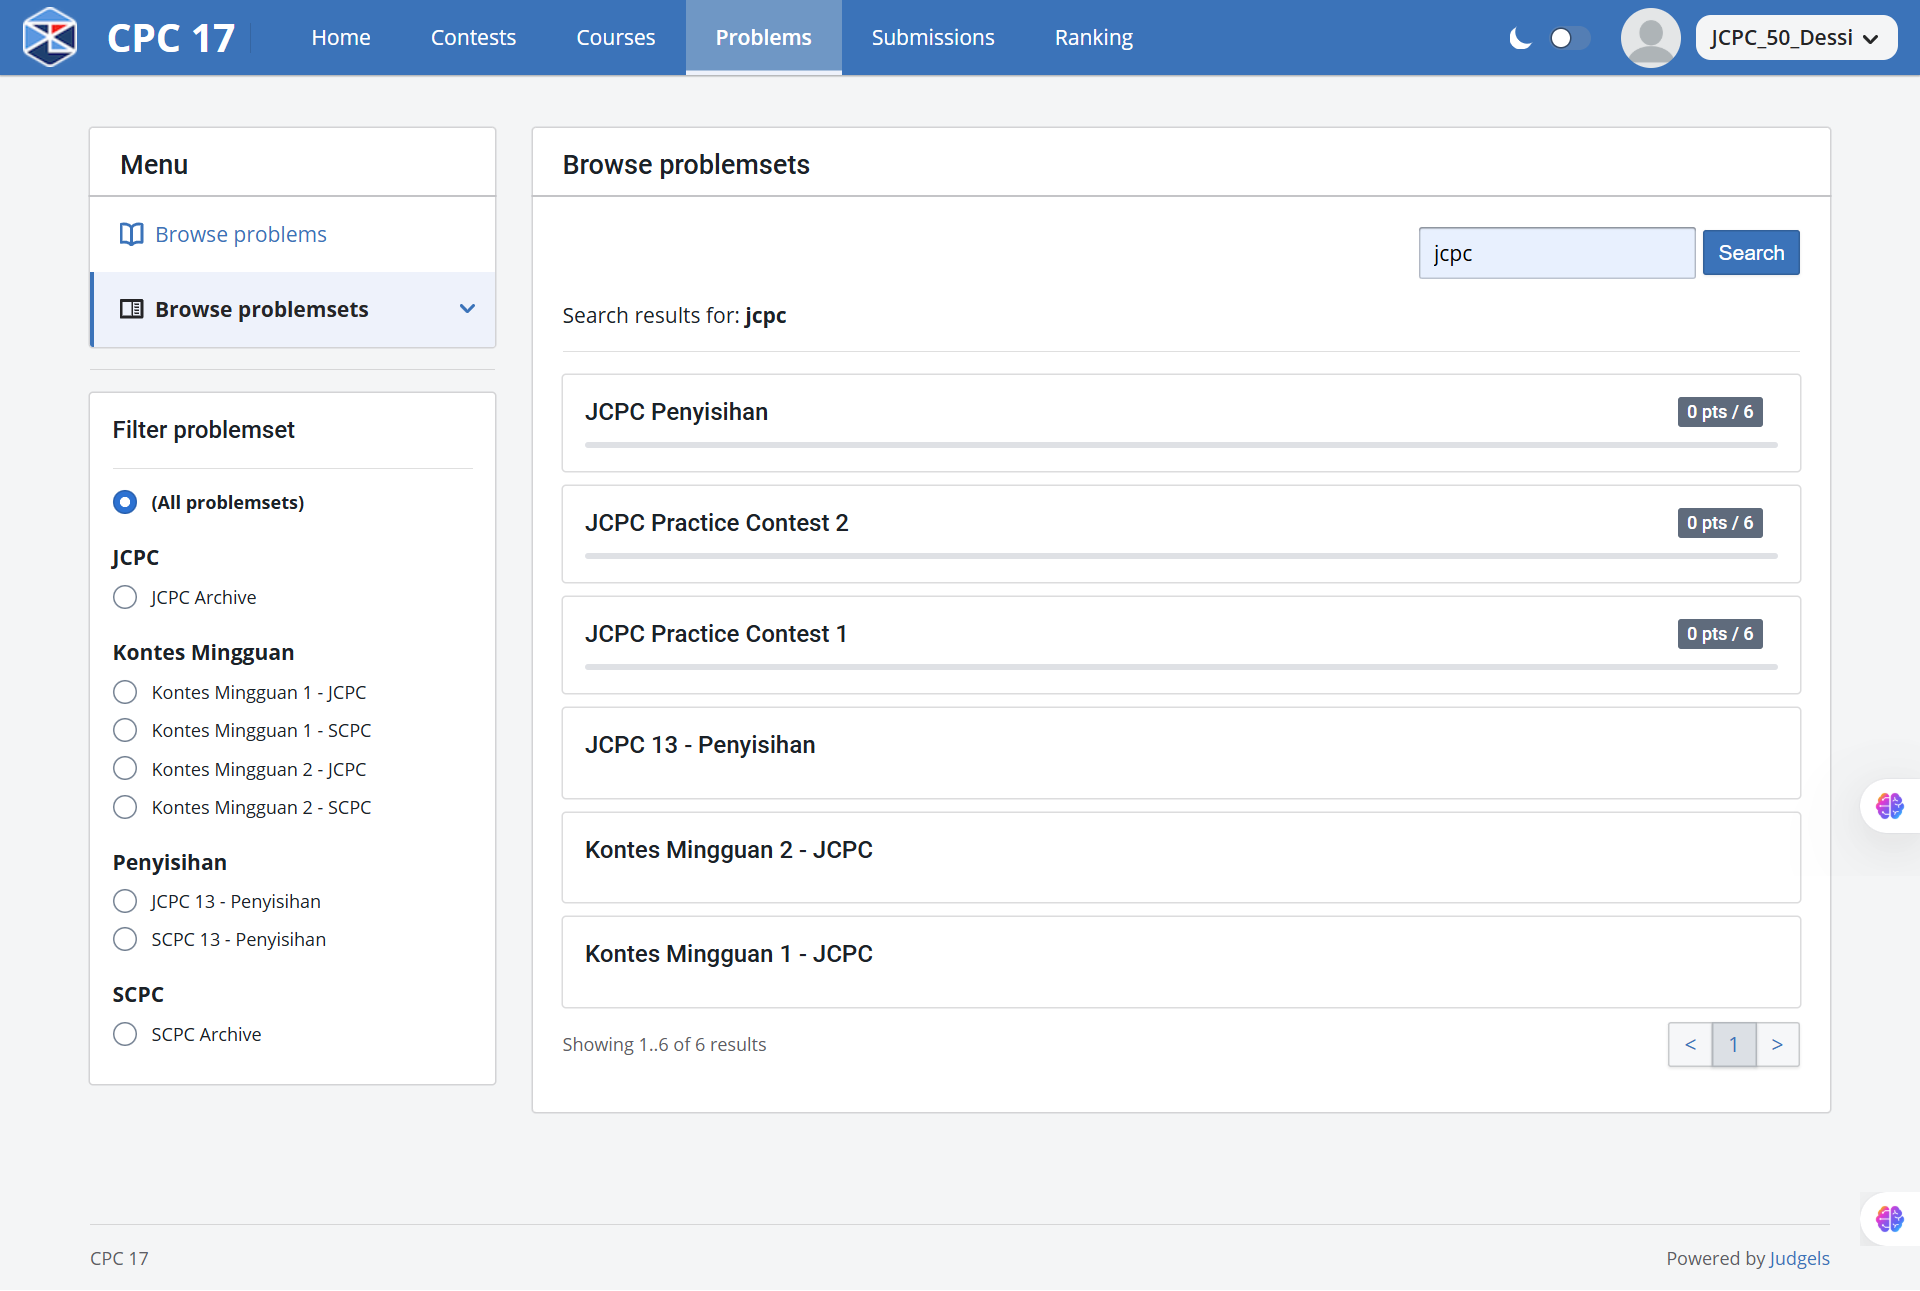 CPC 17
Home
Contests
Courses
Problems
Submissions
Ranking
JCPC_50_Dessi
Menu
Browse problems
Browse problemsets
Filter problemset
(All problemsets)
JCPC
JCPC Archive
Kontes Mingguan
Kontes Mingguan 1 - JCPC
Kontes Mingguan 1 - SCPC
Kontes Mingguan 2 - JCPC
Kontes Mingguan 2 - SCPC
Penyisihan
JCPC 13 - Penyisihan
SCPC 13 - Penyisihan
SCPC
SCPC Archive
Browse problemsets
jcpc
Search
Search results for: jcpc
JCPC Penyisihan
0 pts / 6
JCPC Practice Contest 2
0 pts / 6
JCPC Practice Contest 1
0 pts / 6
JCPC 13 - Penyisihan
Kontes Mingguan 2 - JCPC
Kontes Mingguan 1 - JCPC
Showing 1..6 of 6 results
< 1 >
CPC 17
Powered by Judgels